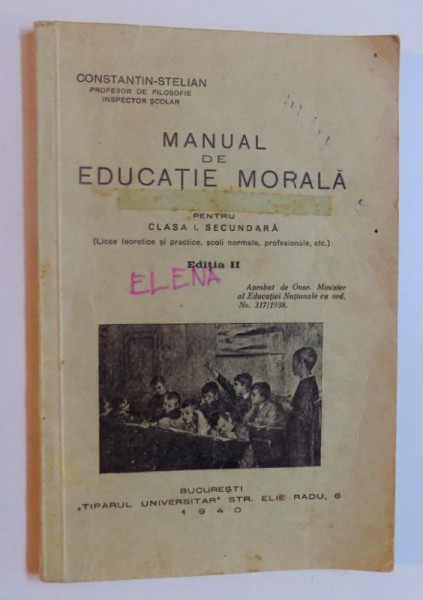 CONSTANTIN-STELIAN
PROFESOR DE FILOSOFIE
INSPECTOR ȘCOLAR
MANUAL
DE
EDUCAȚIE MORALĂ
PENTRU
CLASA I, SECUNDARĂ
(Licee teoretice și practice, școli normale, profesionale, etc.)
Ediția II
ELENA
Aprobat de Onor. Minister
al Educației Naționale cu ord,
No. 317/1938.
BUCUREȘTI
„TIPARUL UNIVERSITAR" STR. ELIE RADU, 6
1940